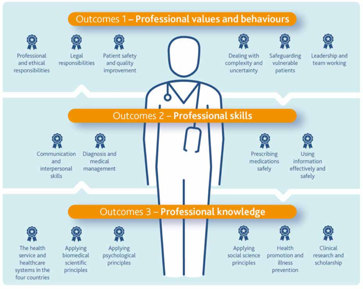 Outcomes 1 – Professional values and behaviours
Professional
and ethical
responsibilities
Legal
responsibilities
Patient safety
and quality
improvement
Dealing with
complexity and
uncertainty
Safeguarding
vulnerable
patients
Leadership and
team working
Outcomes 2 – Professional skills
Communication
and
interpersonal
skills
Diagnosis and
medical
management
Prescribing
medications
safely
Using
information
effectively and
safely
Outcomes 3 – Professional knowledge
The health
service and
healthcare
systems in the
four countries
Applying
biomedical
scientific
principles
Applying
psychological
principles
Applying
social science
principles
Health
promotion and
illness
prevention
Clinical
research and
scholarship